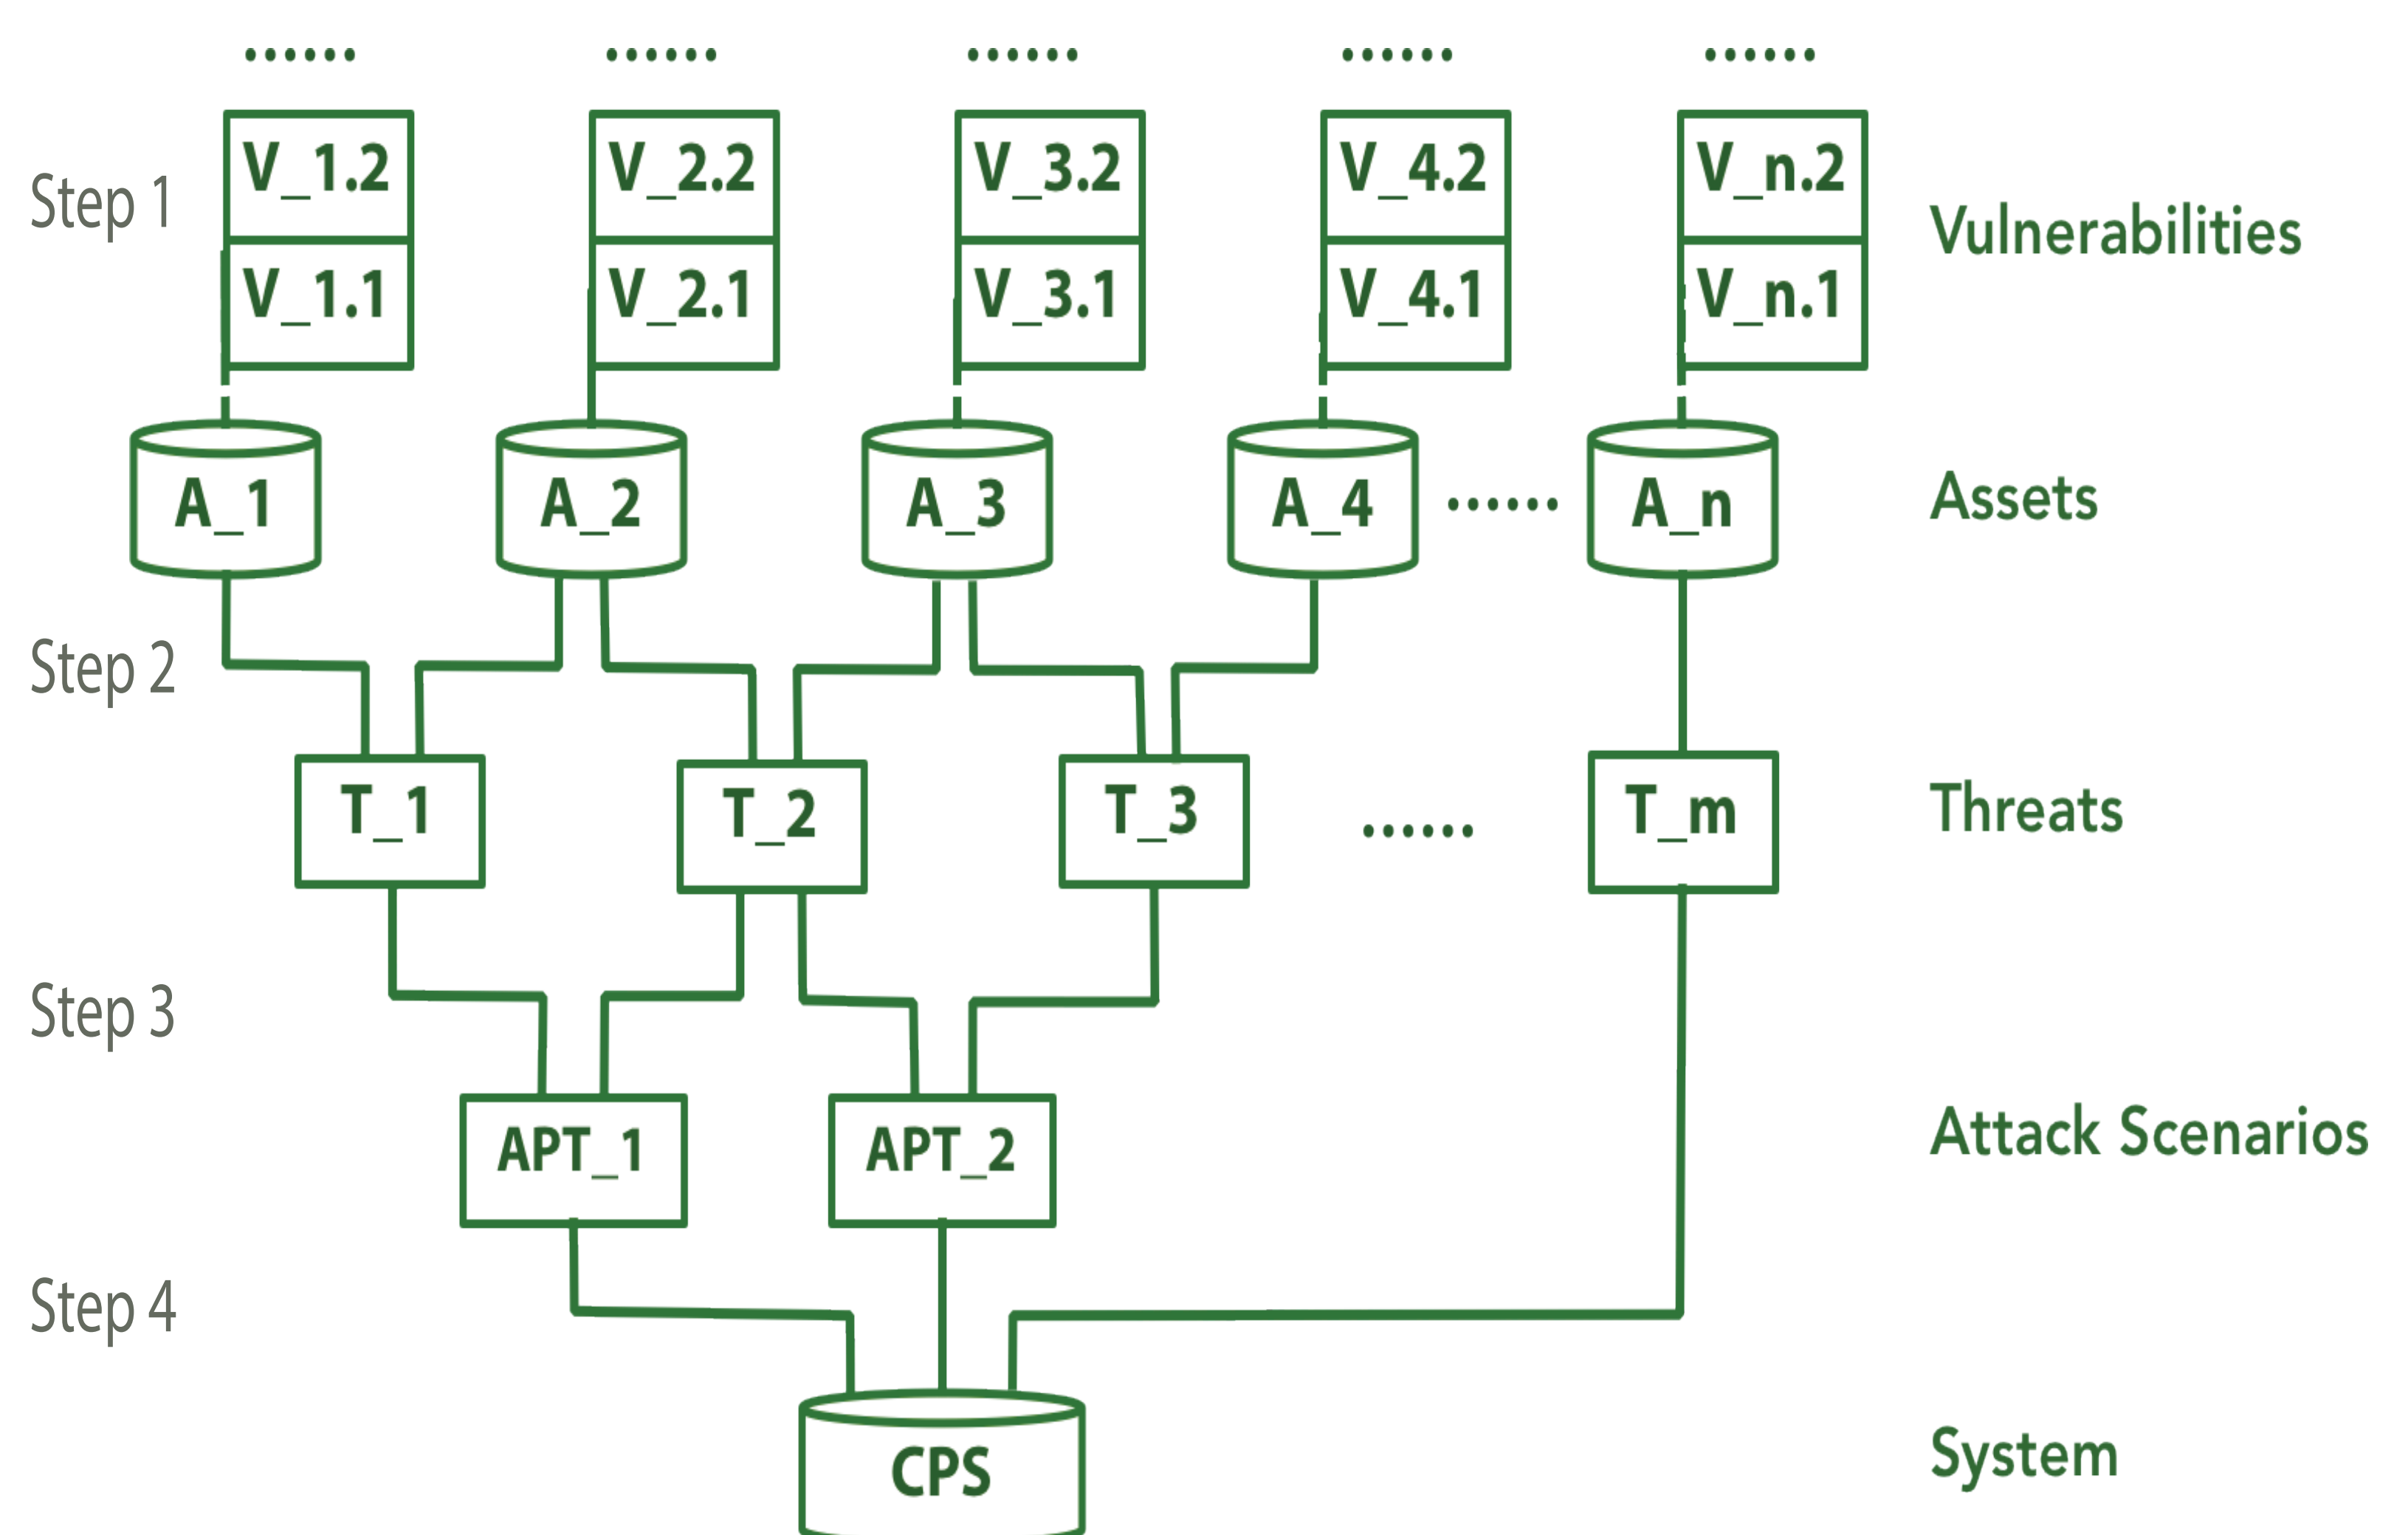 ...... ...... ...... ...... ......
Step 1
V_1.2 V_2.2 V_3.2 V_4.2 V_n.2
V_1.1 V_2.1 V_3.1 V_4.1 V_n.1
Vulnerabilities
A_1 A_2 A_3 A_4 ...... A_n
Assets
Step 2
T_1 T_2 T_3 ...... T_m
Threats
Step 3
APT_1 APT_2
Attack Scenarios
Step 4
CPS
System